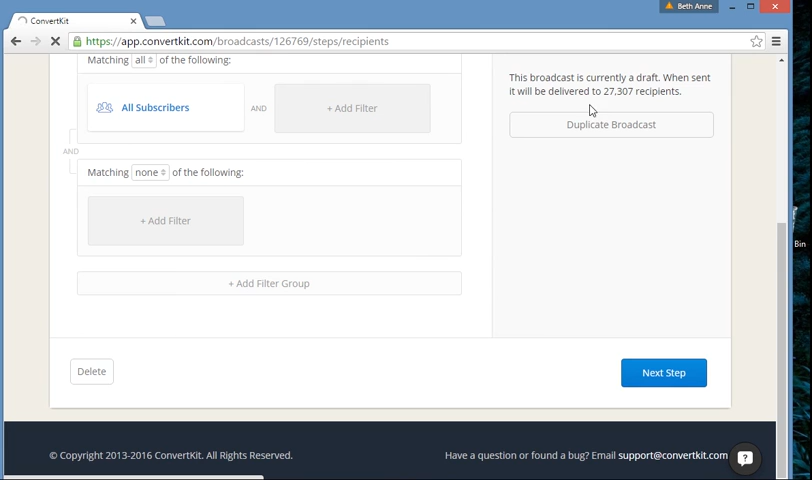 ConvertKit
Beth Anne
https://app.convertkit.com/broadcasts/126769/steps/recipients
Matching all of the following:
All Subscribers
AND
+ Add Filter
AND
Matching none of the following:
+ Add Filter
+ Add Filter Group
This broadcast is currently a draft. When sent
it will be delivered to 27,307 recipients.
Duplicate Broadcast
Delete
Next Step
© Copyright 2013-2016 ConvertKit. All Rights Reserved.
Have a question or found a bug? Email support@convertkit.com
Bin